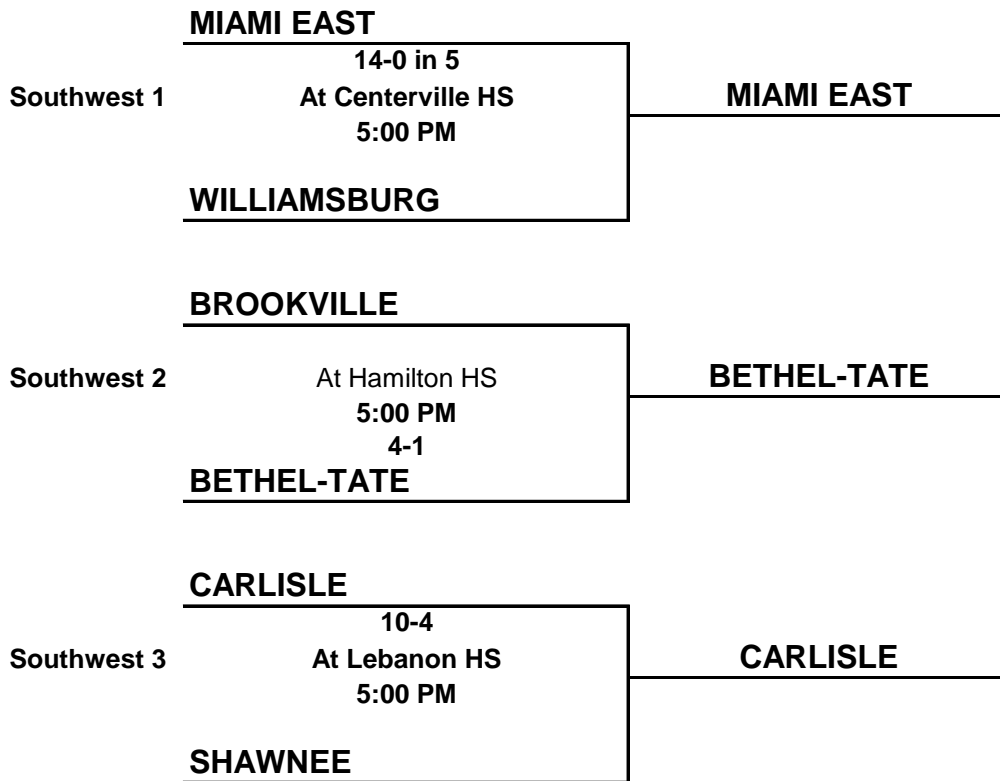 MIAMI EAST
14-0 in 5
Southwest 1 At Centerville HS MIAMI EAST
5:00 PM
WILLIAMSBURG
BROOKVILLE
Southwest 2 At Hamilton HS BETHEL-TATE
5:00 PM
4-1
BETHEL-TATE
CARLISLE
10-4
Southwest 3 At Lebanon HS CARLISLE
5:00 PM
SHAWNEE